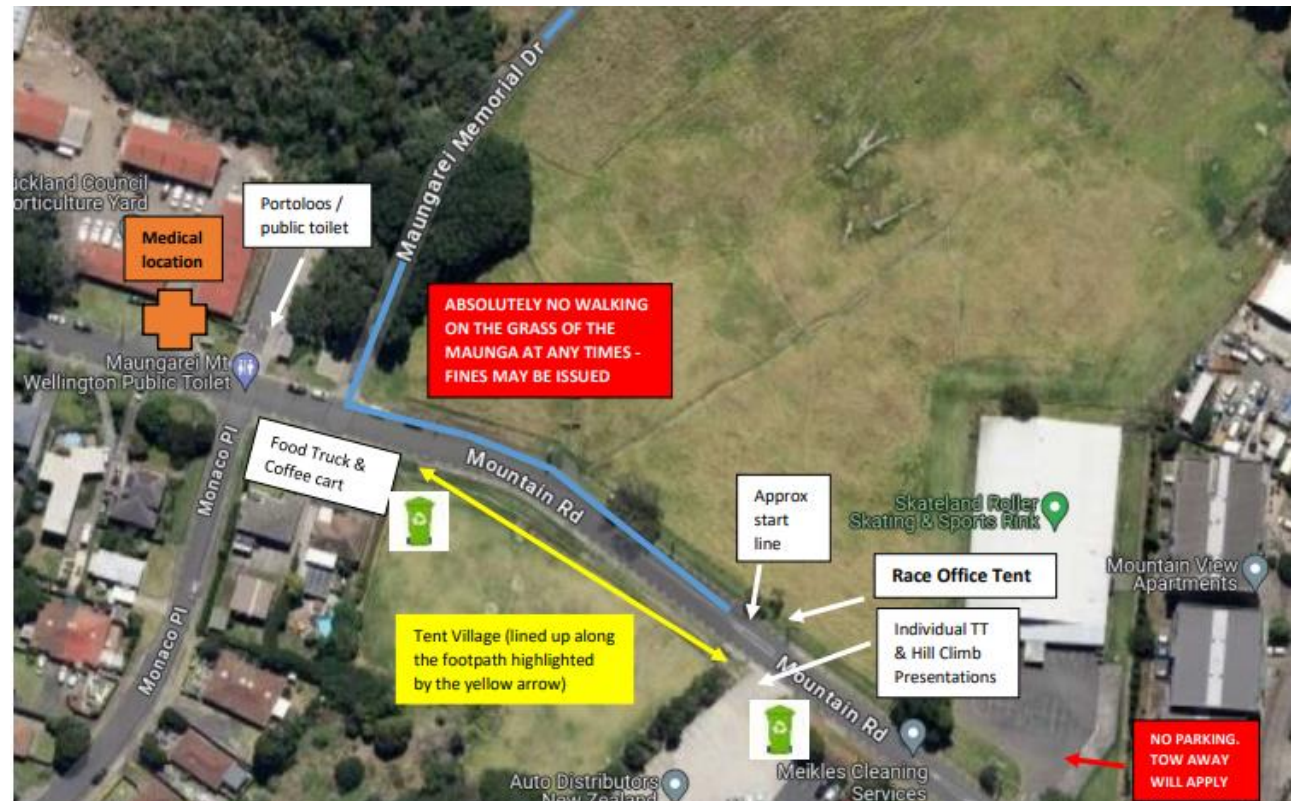 Maungarei Memorial Dr
uckland Council
orticulture Yard
Portoloos /
public toilet
Medical
location
ABSOLUTELY NO WALKING
ON THE GRASS OF THE
MAUNGA AT ANY TIMES -
FINES MAY BE ISSUED
Maungarei Mt
Wellington Public Toilet
Food Truck &
Coffee cart
Monaco Pl
Mountain Rd
Approx
start
line
Skateland Roller
Skating & Sports Rink
Race Office Tent
Mountain View
Apartments
Individual TT
& Hill Climb
Presentations
Tent Village (lined up along
the footpath highlighted
by the yellow arrow)
Monaco Pl
Mountain Rd
NO PARKING.
TOW AWAY
WILL APPLY
Meikles Cleaning
Services
Auto Distributors
New Zealand